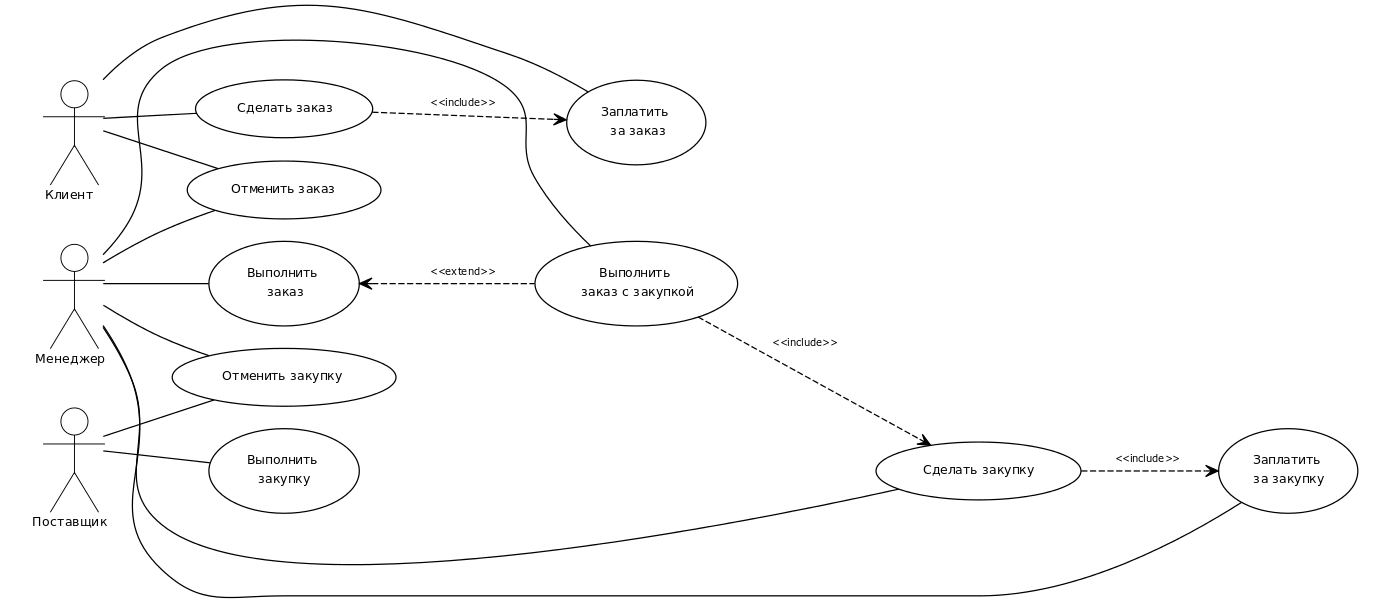 Сделать заказ
<<include>>
Заплатить
за заказ
Клиент
Отменить заказ
Выполнить
заказ
<<extend>>
Выполнить
заказ с закупкой
Менеджер
<<include>>
Отменить закупку
Выполнить
закупку
Сделать закупку
<<include>>
Заплатить
за закупку
Поставщик